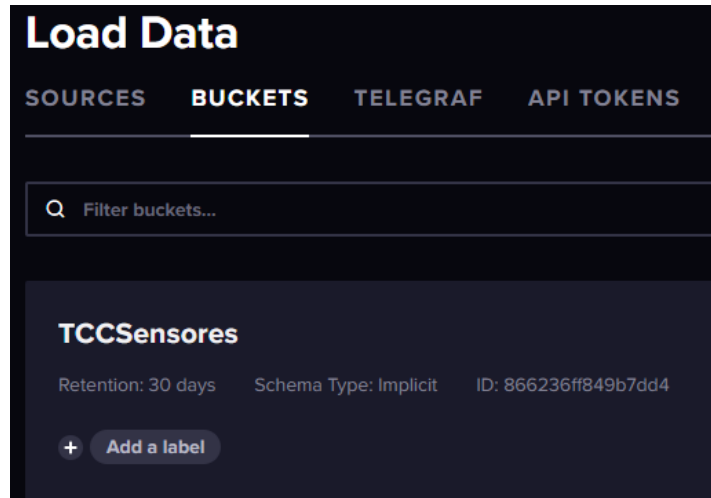 Load Data
SOURCES BUCKETS TELEGRAF API TOKENS
Filter buckets...
TCCSensores
Retention: 30 days Schema Type: Implicit ID: 866236ff849b7dd4
+ Add a label